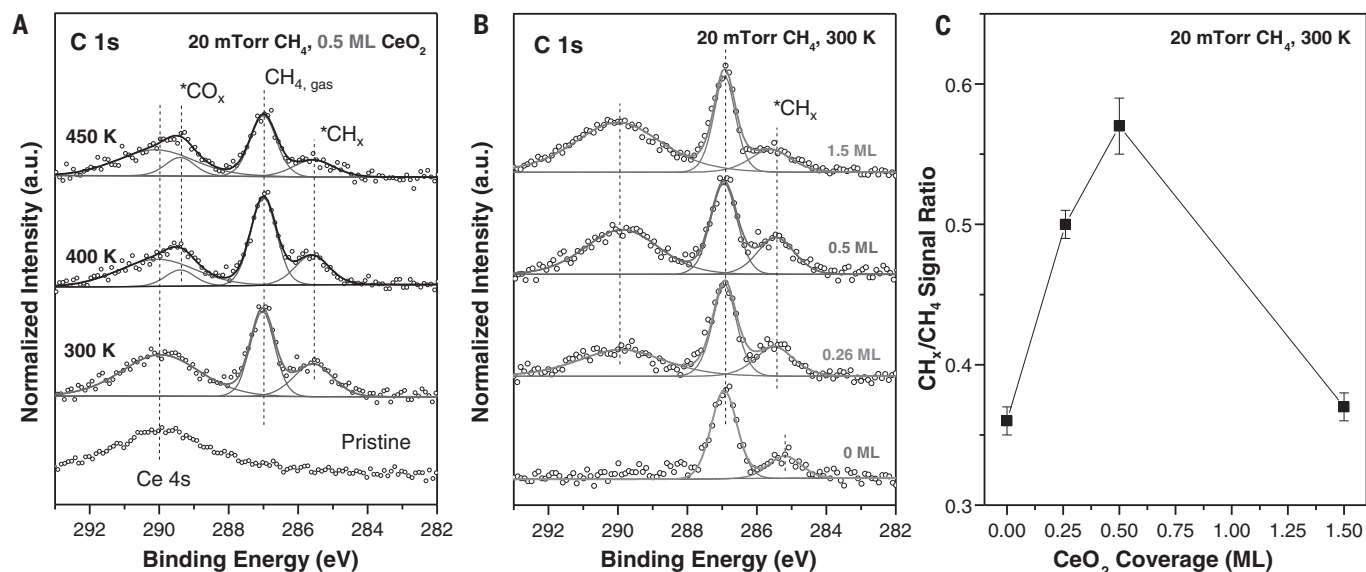 A
C 1s
20 mTorr CH₄, 0.5 ML CeO₂
*COₓ
CH₄, gas
*CHₓ
450 K
400 K
300 K
Pristine
Ce 4s
Normalized Intensity (a.u.)
292 290 288 286 284 282
Binding Energy (eV)
B
C 1s
20 mTorr CH₄, 300 K
*CHₓ
1.5 ML
0.5 ML
0.26 ML
0 ML
Normalized Intensity (a.u.)
292 290 288 286 284 282
Binding Energy (eV)
C
20 mTorr CH₄, 300 K
0.6
0.5
0.4
0.3
CHₓ/CH₄ Signal Ratio
0.00 0.25 0.50 0.75 1.00 1.25 1.50
CeO₂ Coverage (ML)